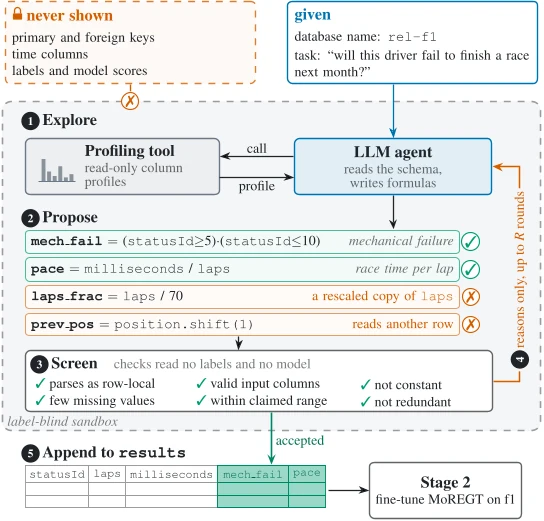 never shown
primary and foreign keys
time columns
labels and model scores
✗
given
database name: rel-f1
task: “will this driver fail to finish a race
next month?”
1 Explore
Profiling tool
read-only column
profiles
call
profile
LLM agent
reads the schema,
writes formulas
2 Propose
mech_fail = (statusId≥5)·(statusId≤10) mechanical failure ✓
pace = milliseconds / laps race time per lap ✓
laps_frac = laps / 70 a rescaled copy of laps ✗
prev_pos = position.shift(1) reads another row ✗
4 reasons only, up to R rounds
3 Screen checks read no labels and no model
✓ parses as row-local ✓ valid input columns ✓ not constant
✓ few missing values ✓ within claimed range ✓ not redundant
label-blind sandbox
accepted
5 Append to results
statusId laps milliseconds mech_fail pace
Stage 2
fine-tune MoREGT on f1